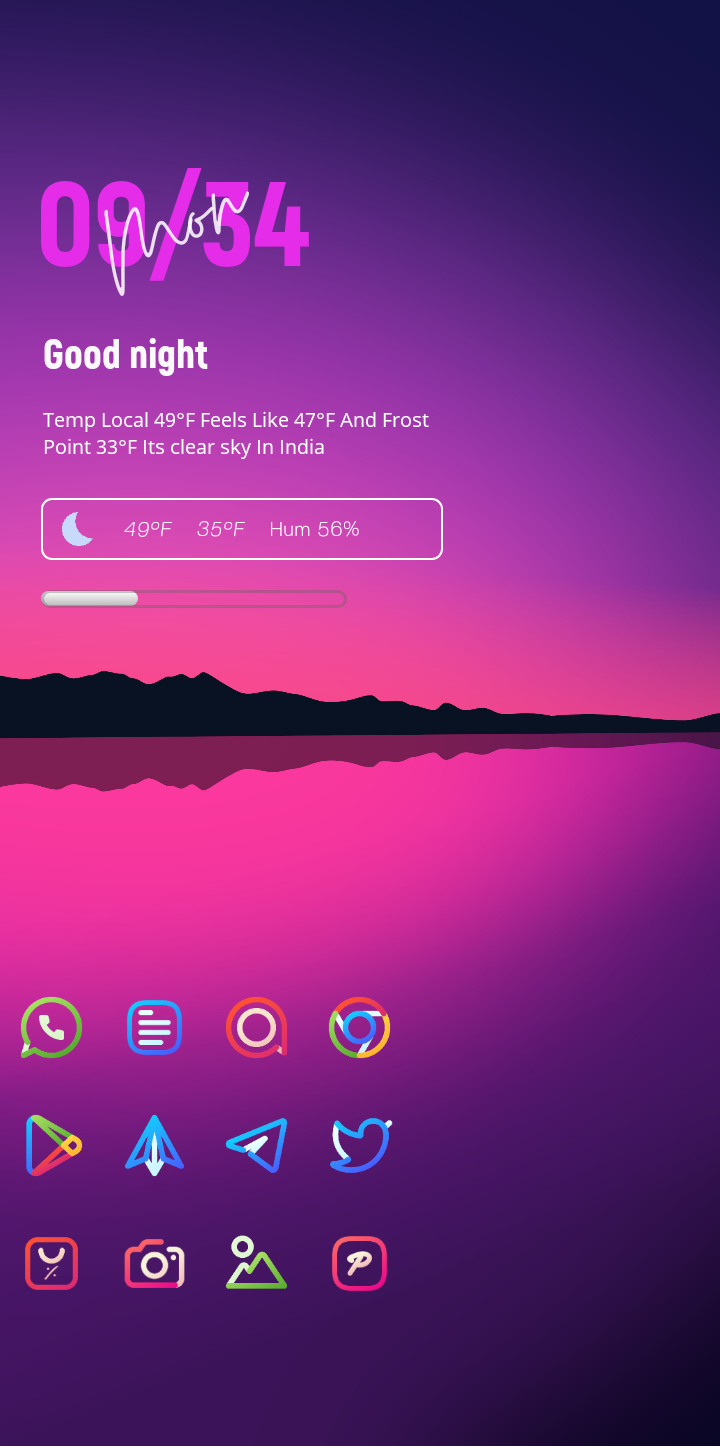 09/34
Mon
Good night
Temp Local 49°F Feels Like 47°F And Frost
Point 33°F Its clear sky In India
49°F 35°F Hum 56%